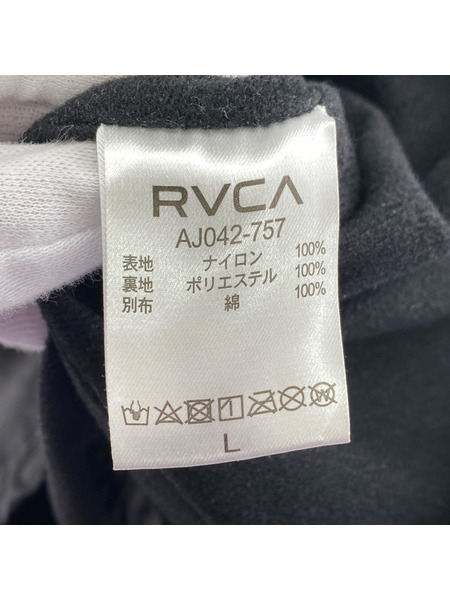 RVCA
AJ042-757
表地 ナイロン 100%
裏地 ポリエステル 100%
別布 綿 100%
L